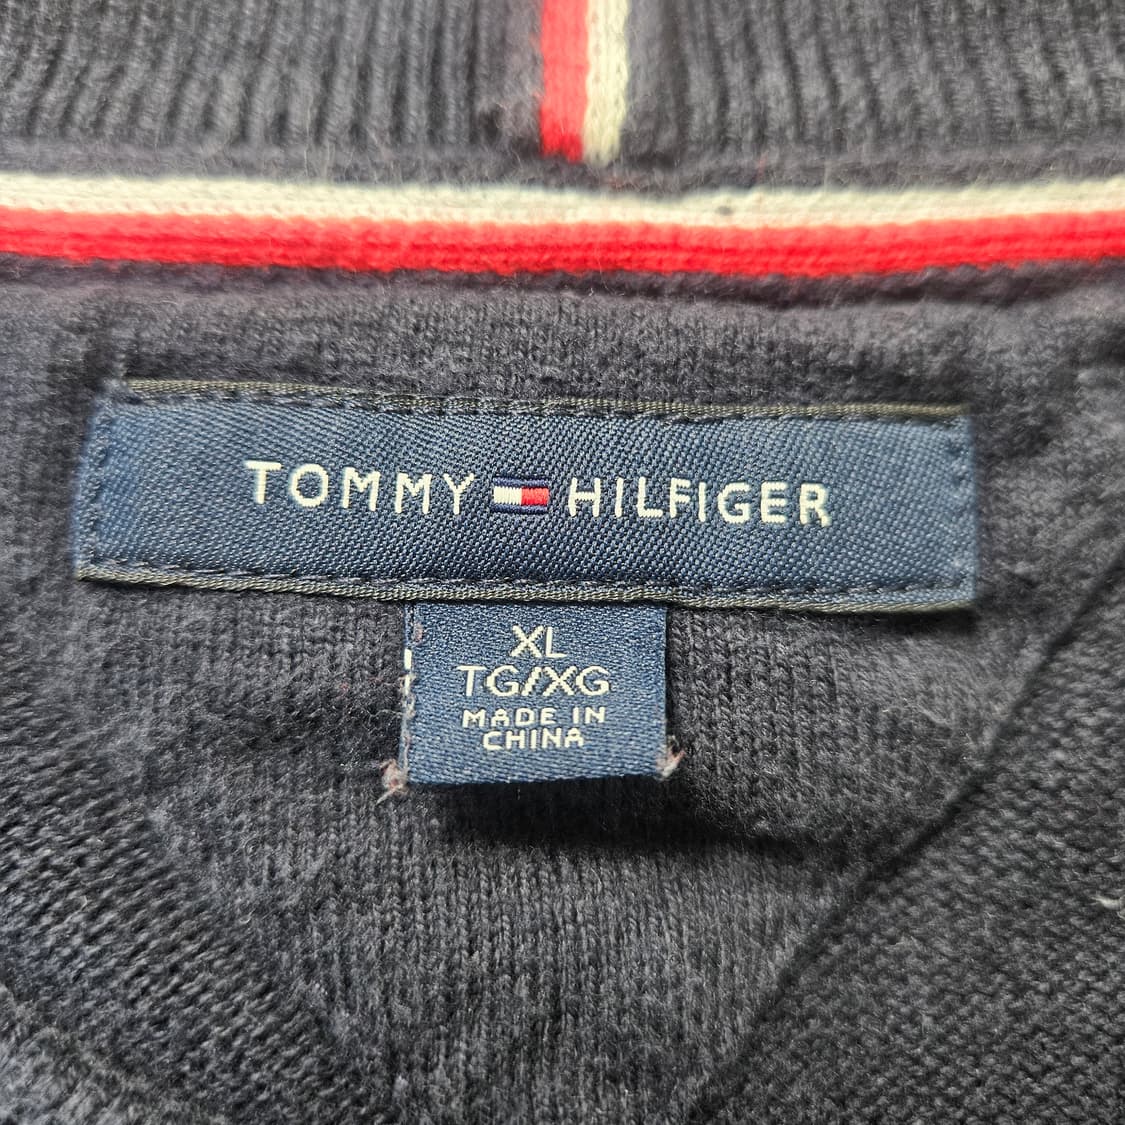 TOMMY HILFIGER
XL
TG/XG
MADE IN
CHINA